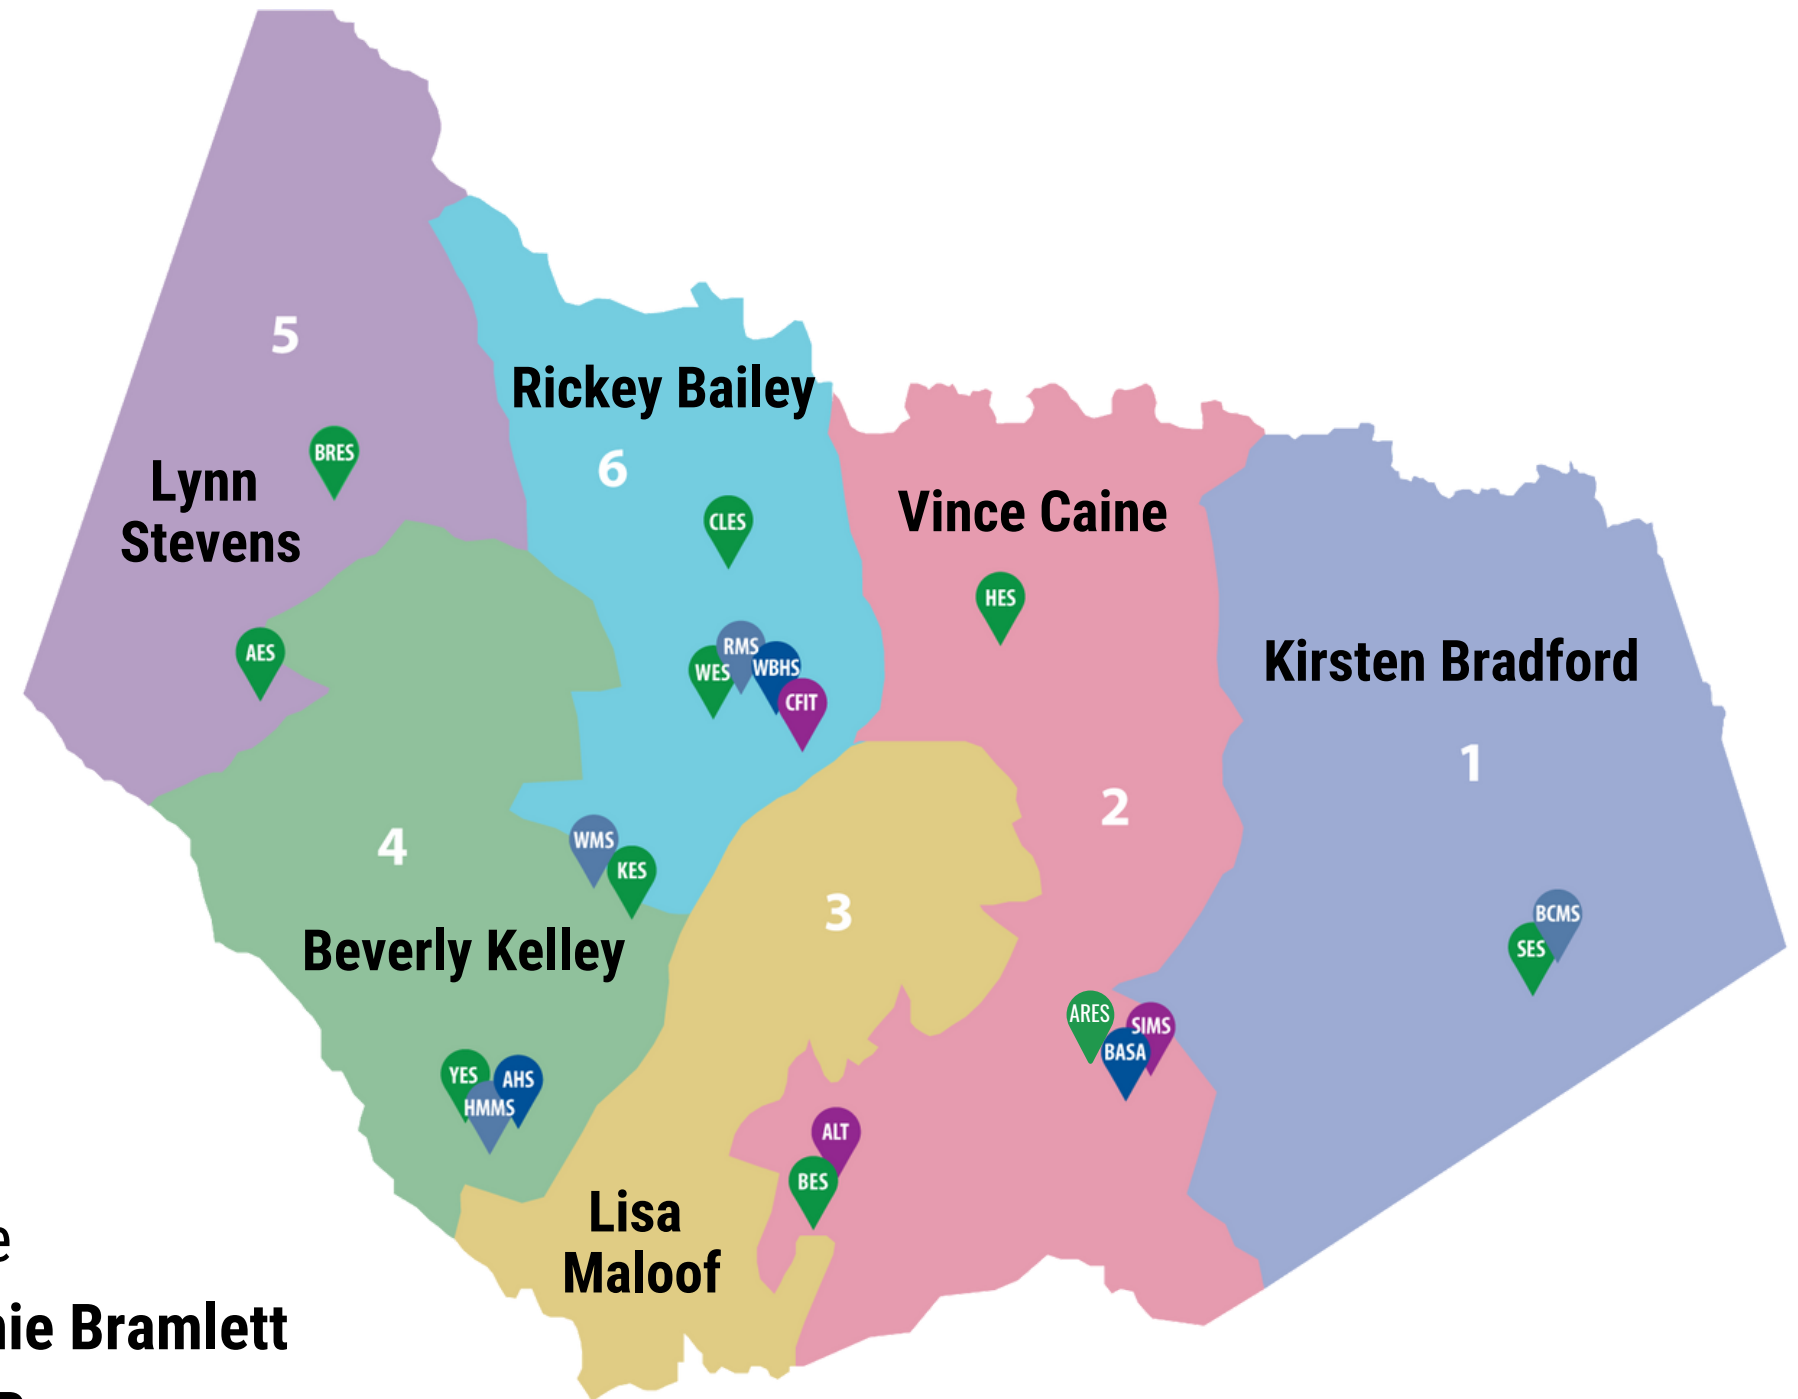 5
Rickey Bailey
6
BRES
Lynn
Stevens
CLES
Vince Caine
HES
AES
RMS
WES
WBHS
CFIT
Kirsten Bradford
1
2
4
WMS
KES
3
BCMS
SES
Beverly Kelley
ARES
SIMS
BASA
YES
AHS
HMMS
ALT
BES
Lisa
Maloof
Bramlett